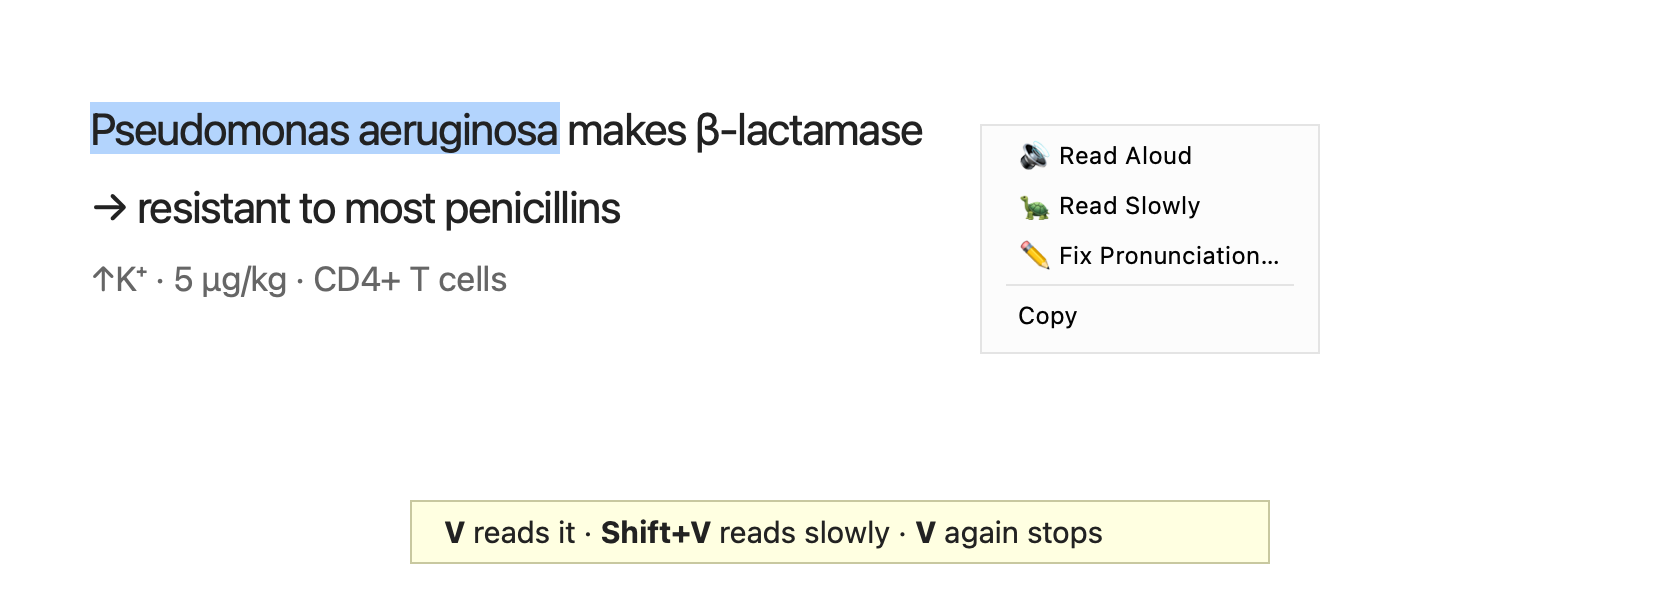 Pseudomonas aeruginosa makes β-lactamase
→ resistant to most penicillins
↑K⁺ · 5 µg/kg · CD4+ T cells
🔊 Read Aloud
🐢 Read Slowly
✏️ Fix Pronunciation...
Copy
V reads it · Shift+V reads slowly · V again stops